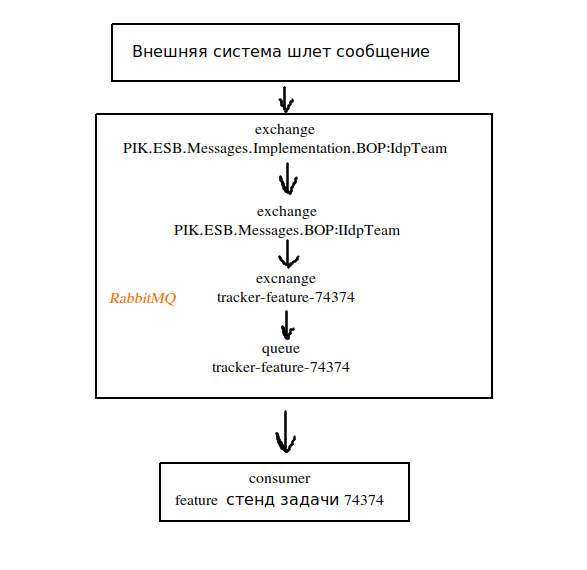 Внешняя система шлет сообщение
exchange
PIK.ESB.Messages.Implementation.BOP:IdpTeam
exchange
PIK.ESB.Messages.BOP:IIdpTeam
excnange
RabbitMQ
tracker-feature-74374
queue
tracker-feature-74374
consumer
feature стенд задачи 74374